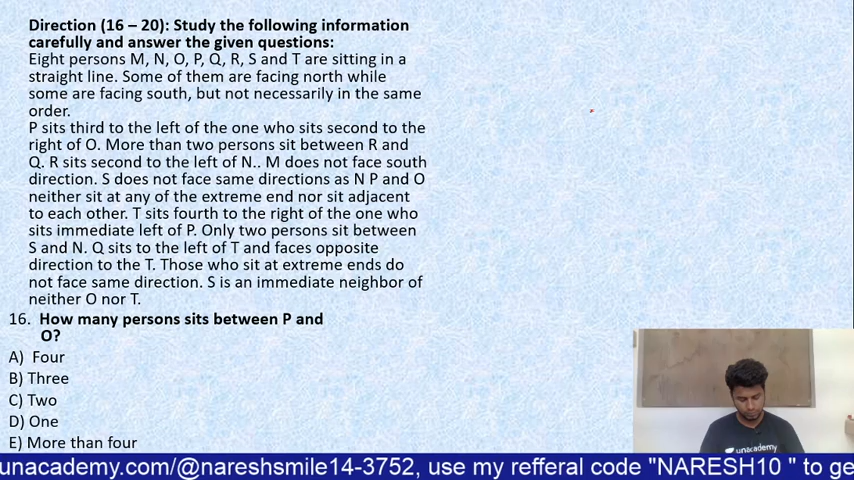 Direction (16 – 20): Study the following information
carefully and answer the given questions:
Eight persons M, N, O, P, Q, R, S and T are sitting in a
straight line. Some of them are facing north while
some are facing south, but not necessarily in the same
order.
P sits third to the left of the one who sits second to the
right of O. More than two persons sit between R and
Q. R sits second to the left of N.. M does not face south
direction. S does not face same directions as N P and O
neither sit at any of the extreme end nor sit adjacent
to each other. T sits fourth to the right of the one who
sits immediate left of P. Only two persons sit between
S and N. Q sits to the left of T and faces opposite
direction to the T. Those who sit at extreme ends do
not face same direction. S is an immediate neighbor of
neither O nor T.
16. How many persons sits between P and
O?
A) Four
B) Three
C) Two
D) One
E) More than four
unacademy
unacademy.com/@nareshsmile14-3752, use my refferal code "NARESH10 " to ge